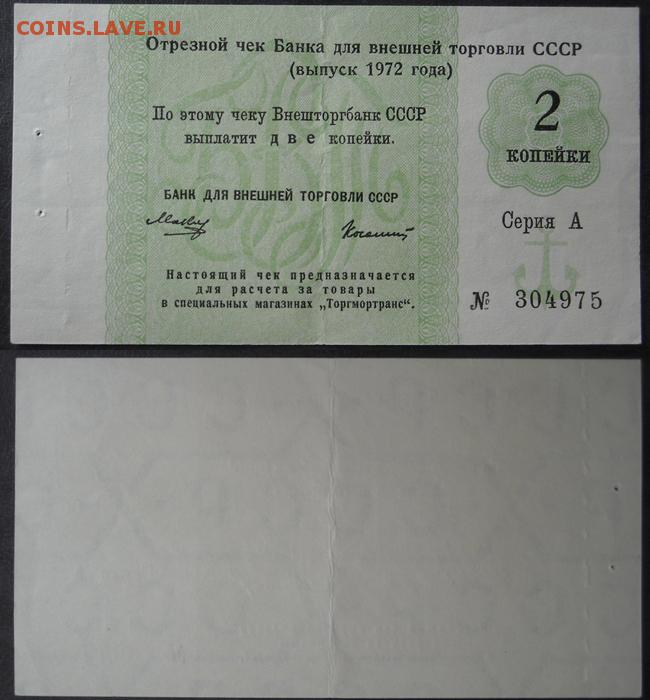 COINS.LAVE.RU
Отрезной чек Банка для внешней торговли СССР
(выпуск 1972 года)
2
КОПЕЙКИ
По этому чеку Внешторгбанк СССР
выплатит две копейки.
БАНК ДЛЯ ВНЕШНЕЙ ТОРГОВЛИ СССР
Серия А
Настоящий чек предназначается
для расчета за товары
в специальных магазинах „Торгмортранс“.
№ 304975